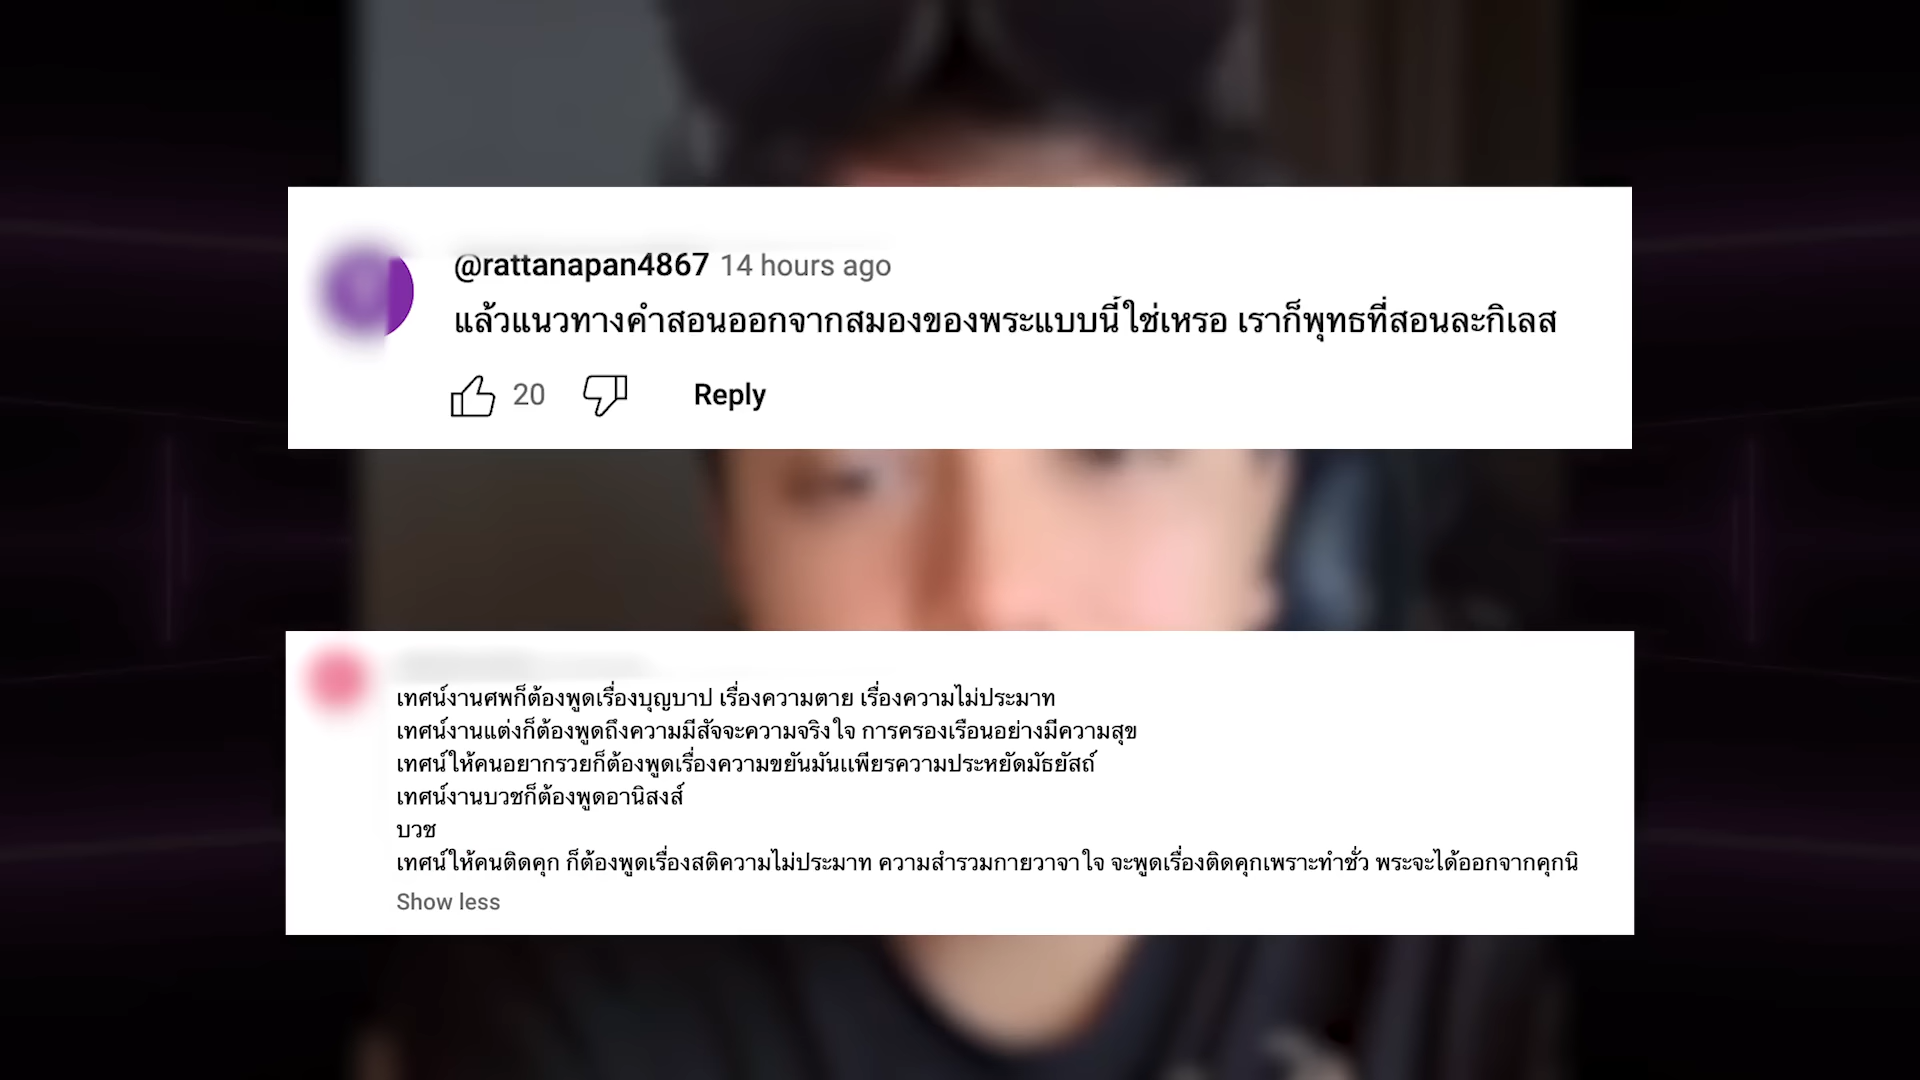 @rattanapan4867 14 hours ago
แล้วแนวทางคำสอนออกจากสมองของพระแบบนี้ใช่เหรอ เราก็พุทธที่สอนละกิเลส
20 Reply
เทศน์งานศพก็ต้องพูดเรื่องบุญบาป เรื่องความตาย เรื่องความไม่ประมาท
เทศน์งานแต่งก็ต้องพูดถึงความมีสัจจะความจริงใจ การครองเรือนอย่างมีความสุข
เทศน์ให้คนอยากรวยก็ต้องพูดเรื่องความขยันมันเเพียรความประหยัดมัธยัสถ์
เทศน์งานบวชก็ต้องพูดอานิสงส์
บวช
เทศน์ให้คนติดคุก ก็ต้องพูดเรื่องสติความไม่ประมาท ความสำรวมกายวาจาใจ จะพูดเรื่องติดคุกเพราะทำชั่ว พระจะได้ออกจากคุกนิ
Show less